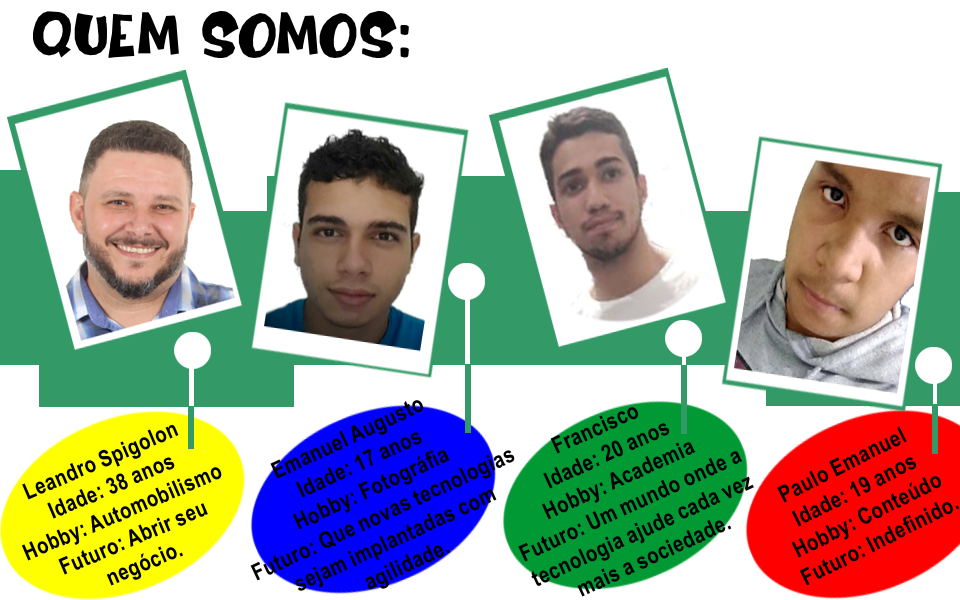 QUEM SOMOS:
Leandro Spigolon
Idade: 38 anos
Hobby: Automobilismo
Futuro: Abrir seu
negócio.
Emanuel Augusto
Idade: 17 anos
Hobby: Fotográfia
Futuro: Que novas tecnologias
sejam implantadas com
agilidade.
Francisco
Idade: 20 anos
Hobby: Academia
Futuro: Um mundo onde a
tecnologia ajude cada vez
mais a sociedade.
Paulo Emanuel
Idade: 19 anos
Hobby: Conteúdo
Futuro: Indefinido.